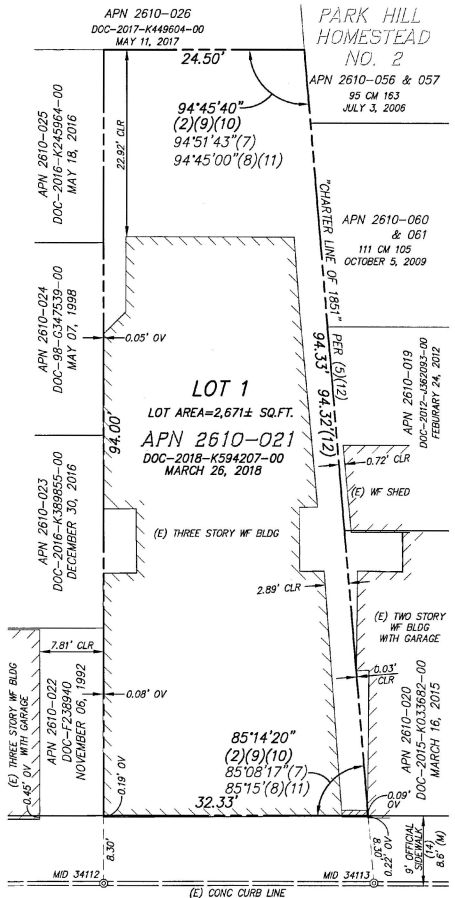 APN 2610-026
DOC-2017-K449604-00
MAY 11, 2017
24.50'
PARK HILL
HOMESTEAD
NO. 2
APN 2610-056 & 057
95 CM 163
JULY 3, 2006
APN 2610-025
DOC-2016-K245964-00
MAY 18, 2016
22.92' CLR
94°45'40"
(2)(9)(10)
94°51'43"(7)
94°45'00"(8)(11)
APN 2610-060
& 061
111 CM 105
OCTOBER 5, 2009
"CHARTER LINE OF 1851" PER (5)(12)
94.33' 94.32'(12)
APN 2610-024
DOC-98-G347539-00
MAY 07, 1998
0.05' OV
94.00'
LOT 1
LOT AREA=2,671± SQ.FT.
APN 2610-021
DOC-2018-K594207-00
MARCH 26, 2018
APN 2610-019
DOC-2012-J362093-00
FEBURARY 24, 2012
0.72' CLR
(E) WF SHED
APN 2610-023
DOC-2016-K389855-00
DECEMBER 30, 2016
(E) THREE STORY WF BLDG
2.89' CLR
(E) TWO STORY
WF BLDG
WITH GARAGE
7.81' CLR
0.03'
CLR
(E) THREE STORY WF BLDG
WITH GARAGE
0.45' OV
APN 2610-022
DOC-F238940
NOVEMBER 06, 1992
0.08' OV
0.19' OV
APN 2610-020
DOC-2015-K033682-00
MARCH 16, 2015
85°14'20"
(2)(9)(10)
85°08'17"(7)
85°15'(8)(11)
32.33'
0.09'
OV
8.30'
8.30'
0.22' OV
9' OFFICIAL
SIDEWALK
(14)
8.6' (M)
MID 34112
MID 34113
(E) CONC CURB LINE